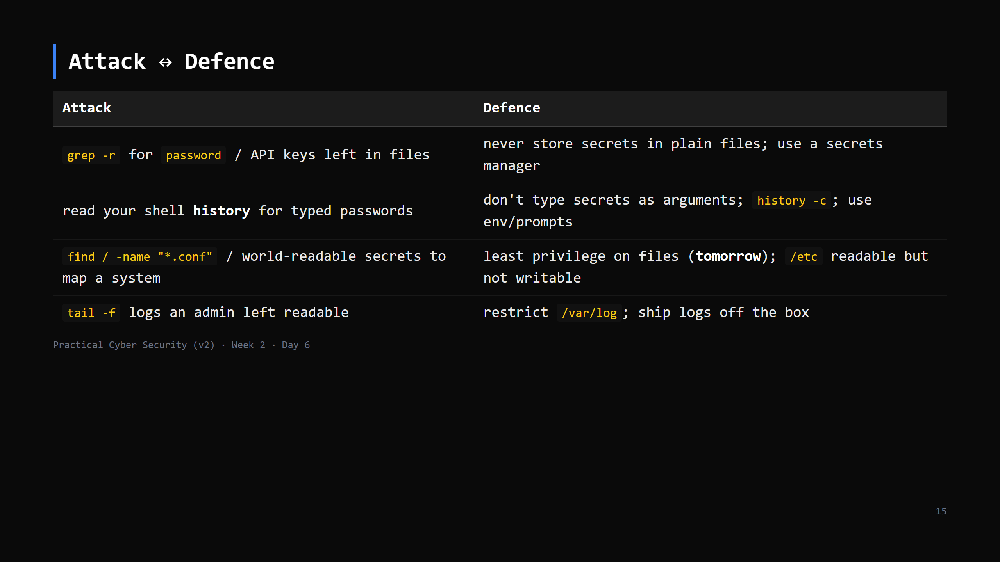 Attack ↔ Defence
Attack
Defence
grep -r for password / API keys left in files
never store secrets in plain files; use a secrets
manager
read your shell history for typed passwords
don't type secrets as arguments; history -c; use
env/prompts
find / -name "*.conf" / world-readable secrets to
map a system
least privilege on files (tomorrow); /etc readable but
not writable
tail -f logs an admin left readable
restrict /var/log; ship logs off the box
Practical Cyber Security (v2) · Week 2 · Day 6
15